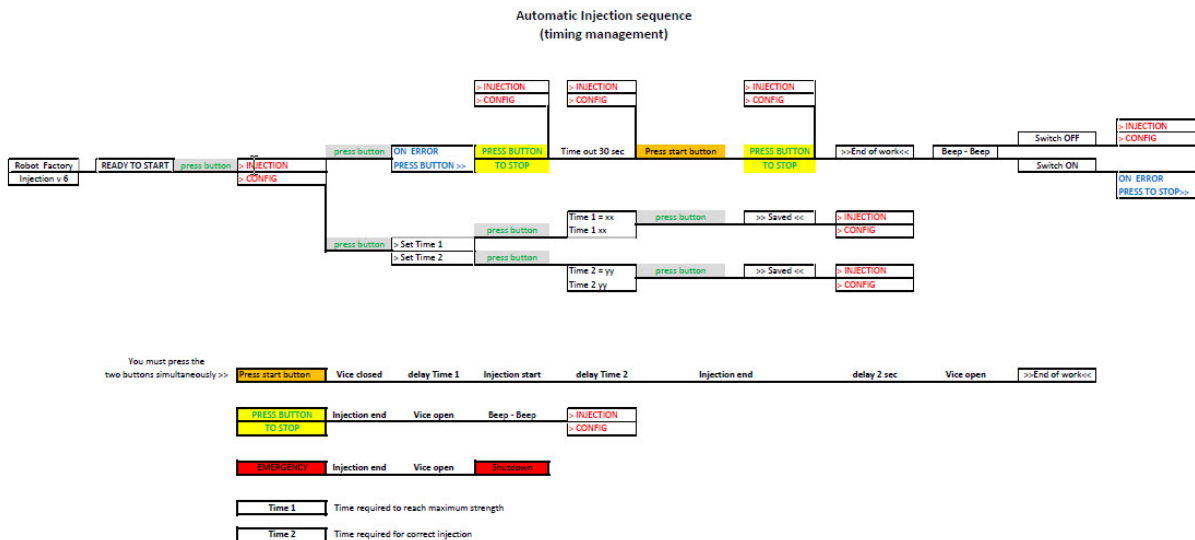 Automatic Injection sequence
(timing management)
> INJECTION
> CONFIG
> INJECTION
> CONFIG
> INJECTION
> CONFIG
> INJECTION
> CONFIG
Switch OFF
Robot Factory
Injection v 6
READY TO START
press button
> INJECTION
> CONFIG
press button
ON ERROR
PRESS BUTTON >>
PRESS BUTTON
TO STOP
Time out 30 sec
Press start button
PRESS BUTTON
TO STOP
>>End of work<<
Beep - Beep
Switch ON
ON ERROR
PRESS TO STOP>>
press button
> Set Time 1
> Set Time 2
press button
Time 1 = xx
Time 1 xx
press button
>> Saved <<
> INJECTION
> CONFIG
press button
Time 2 = yy
Time 2 yy
press button
>> Saved <<
> INJECTION
> CONFIG
You must press the
two buttons simultaneously >>
Press start button
Vice closed
delay Time 1
Injection start
delay Time 2
Injection end
delay 2 sec
Vice open
>>End of work<<
PRESS BUTTON
TO STOP
Injection end
Vice open
Beep - Beep
> INJECTION
> CONFIG
EMERGENCY
Injection end
Vice open
Shutdown
Time 1
Time required to reach maximum strength
Time 2
Time required for correct injection